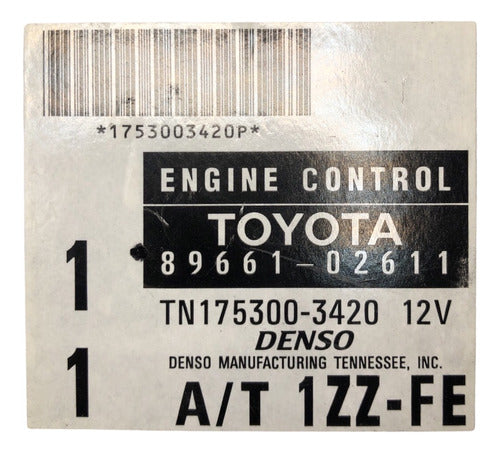 *1753003420P*
ENGINE CONTROL
TOYOTA
89661-02611
1
TN175300-3420 12V
DENSO
DENSO MANUFACTURING TENNESSEE, INC.
1
A/T 1ZZ-FE